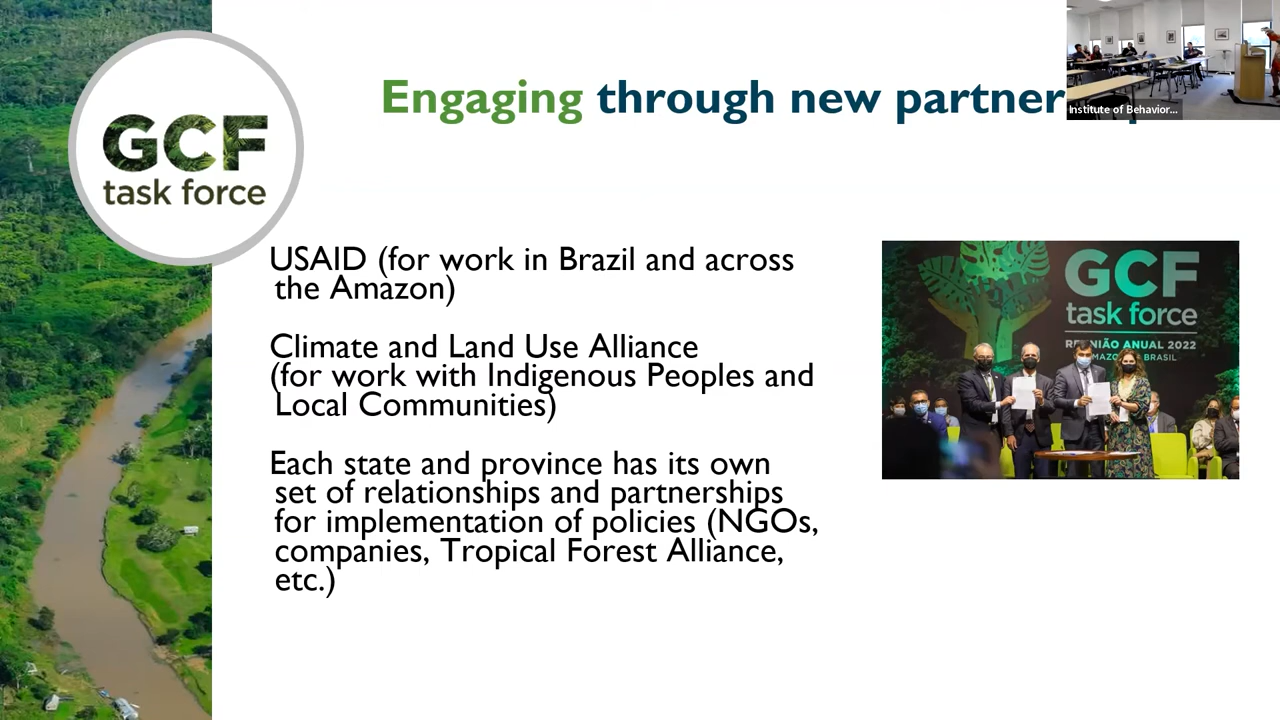 GCF
task force
Engaging through new partner
Institute of Behavior...
USAID (for work in Brazil and across
the Amazon)
Climate and Land Use Alliance
(for work with Indigenous Peoples and
Local Communities)
Each state and province has its own
set of relationships and partnerships
for implementation of policies (NGOs,
companies, Tropical Forest Alliance,
etc.)
GCF
task force
REUNIÃO ANUAL 2022
BRASIL